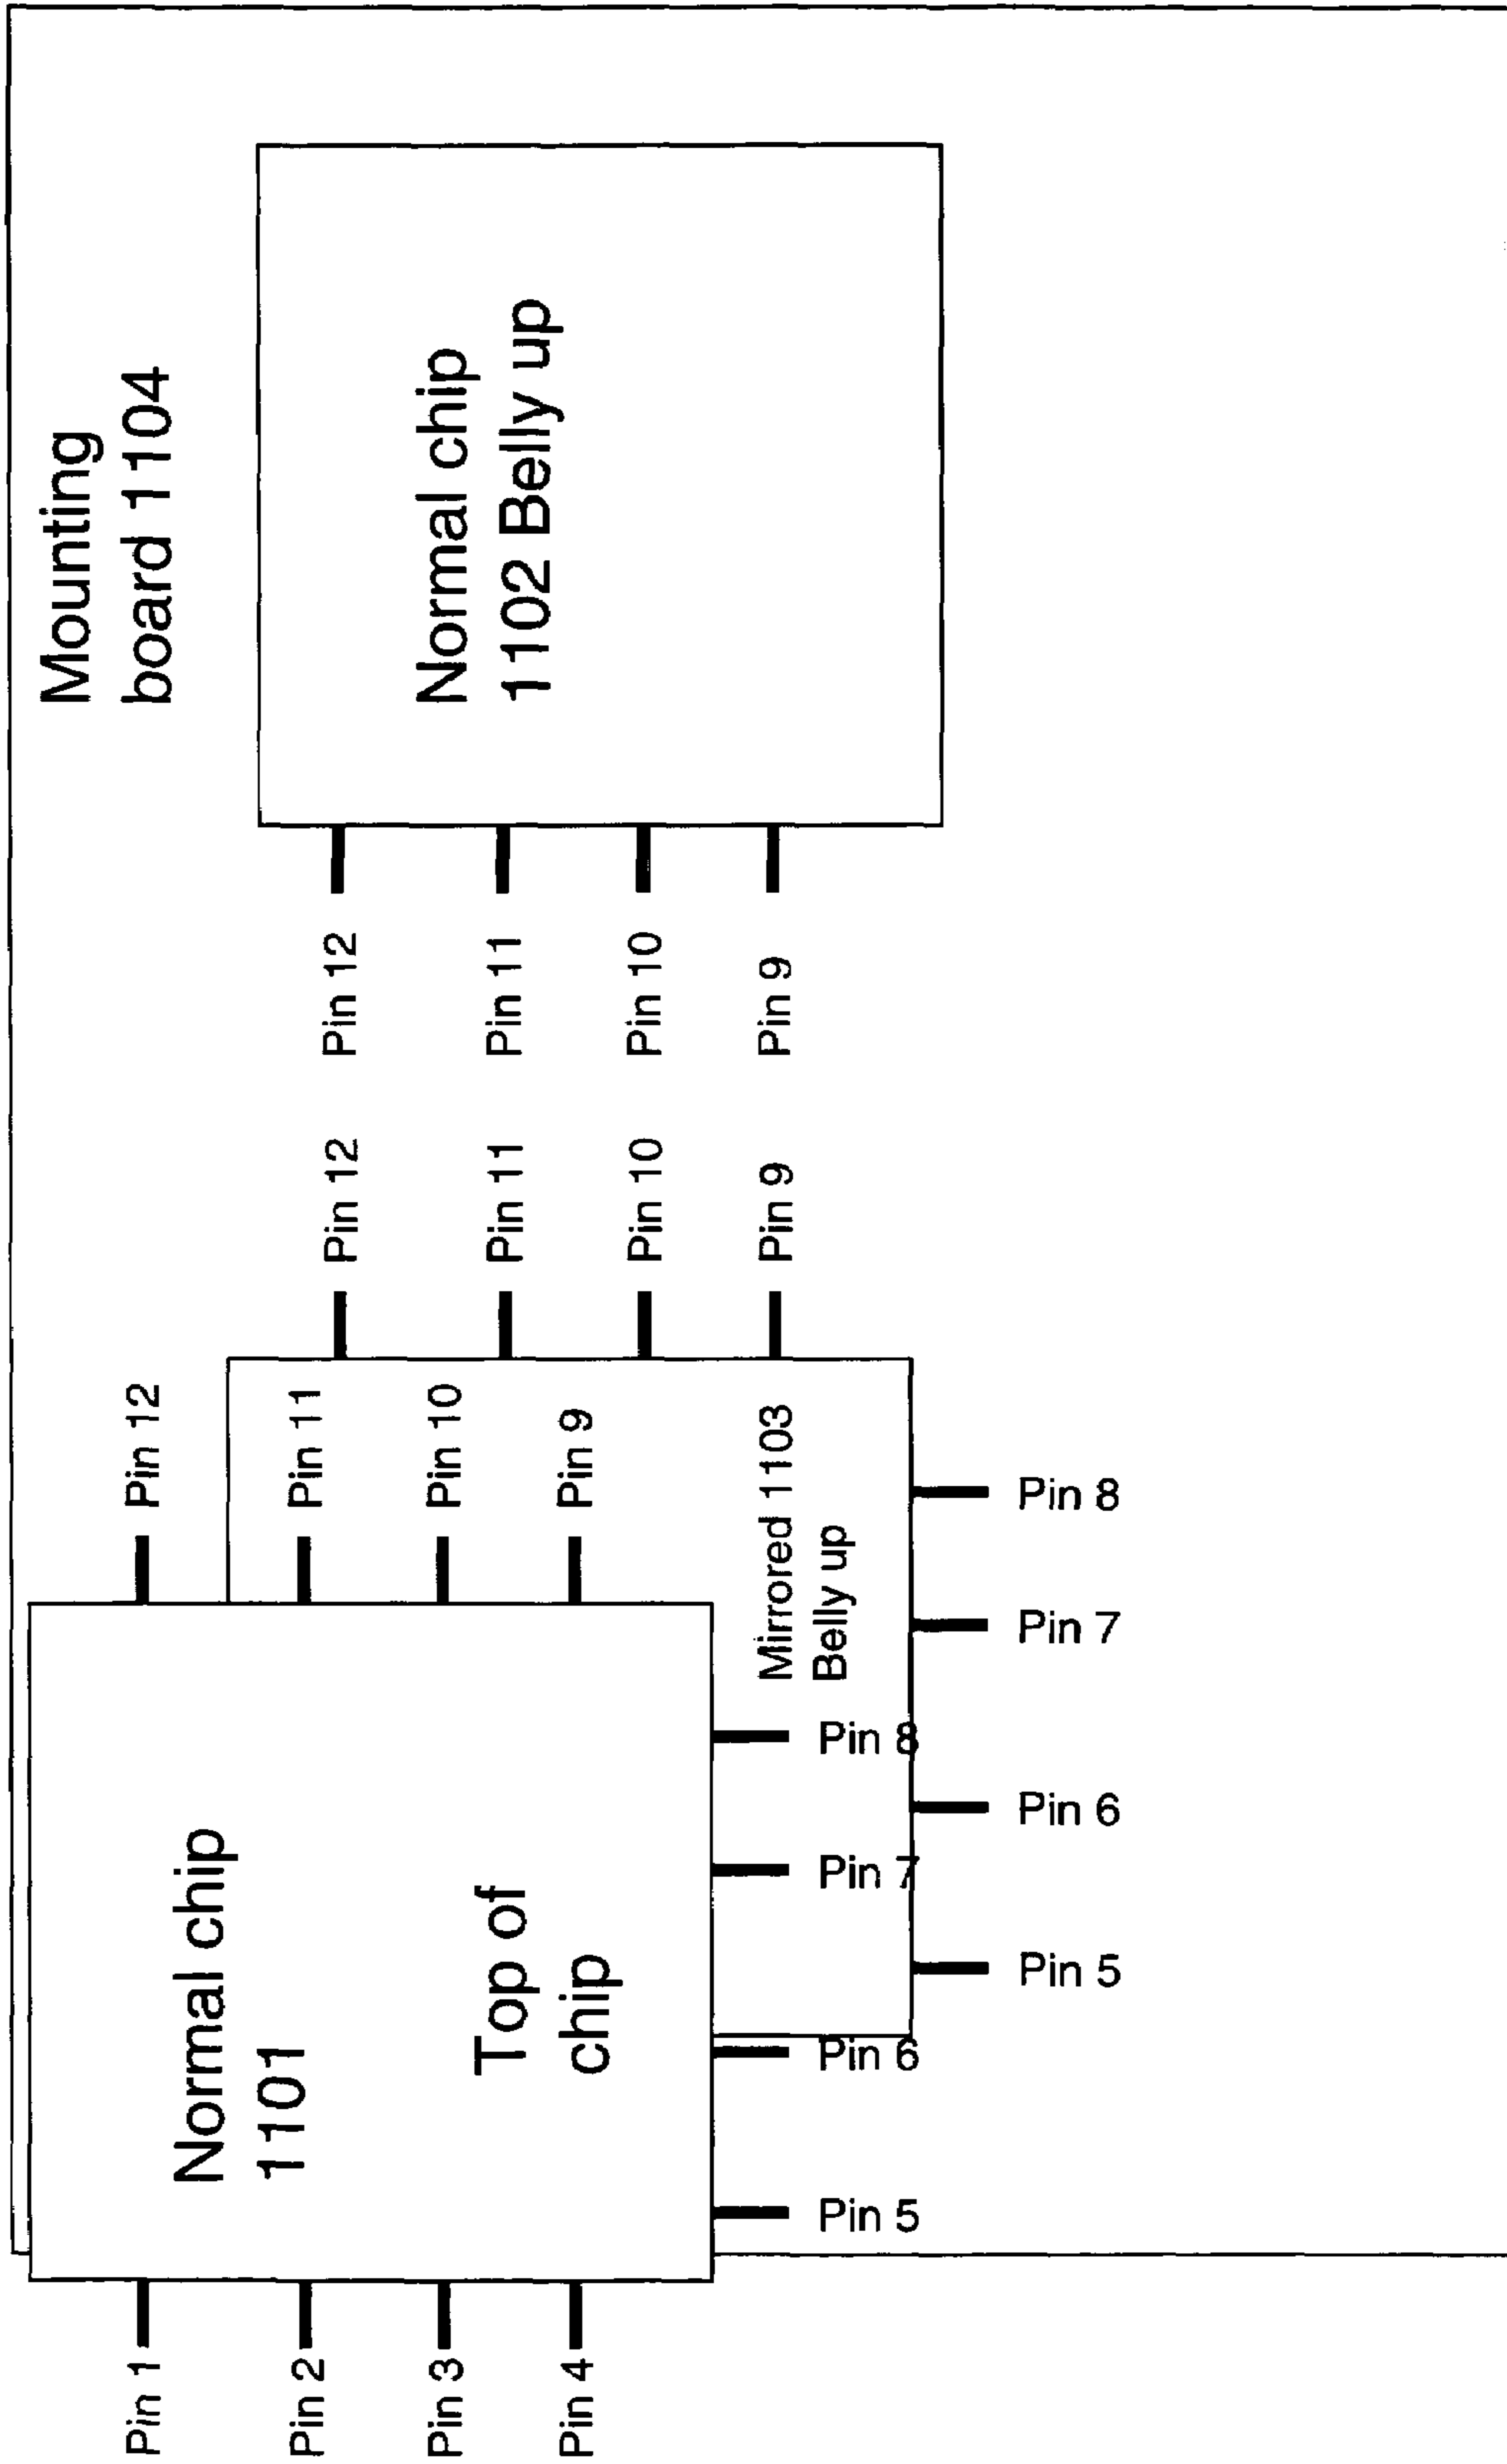 Mounting
board 1104
Normal chip
1102 Belly up
Pin 12
Pin 11
Pin 10
Pin 9
Pin 12
Pin 11
Pin 10
Pin 9
Pin 12
Pin 11
Pin 10
Pin 9
Mirrored 1103
Belly up
Pin 8
Pin 7
Pin 6
Pin 5
Normal chip
1101
Top of
chip
Pin 8
Pin 7
Pin 6
Pin 5
Pin 1
Pin 2
Pin 3
Pin 4